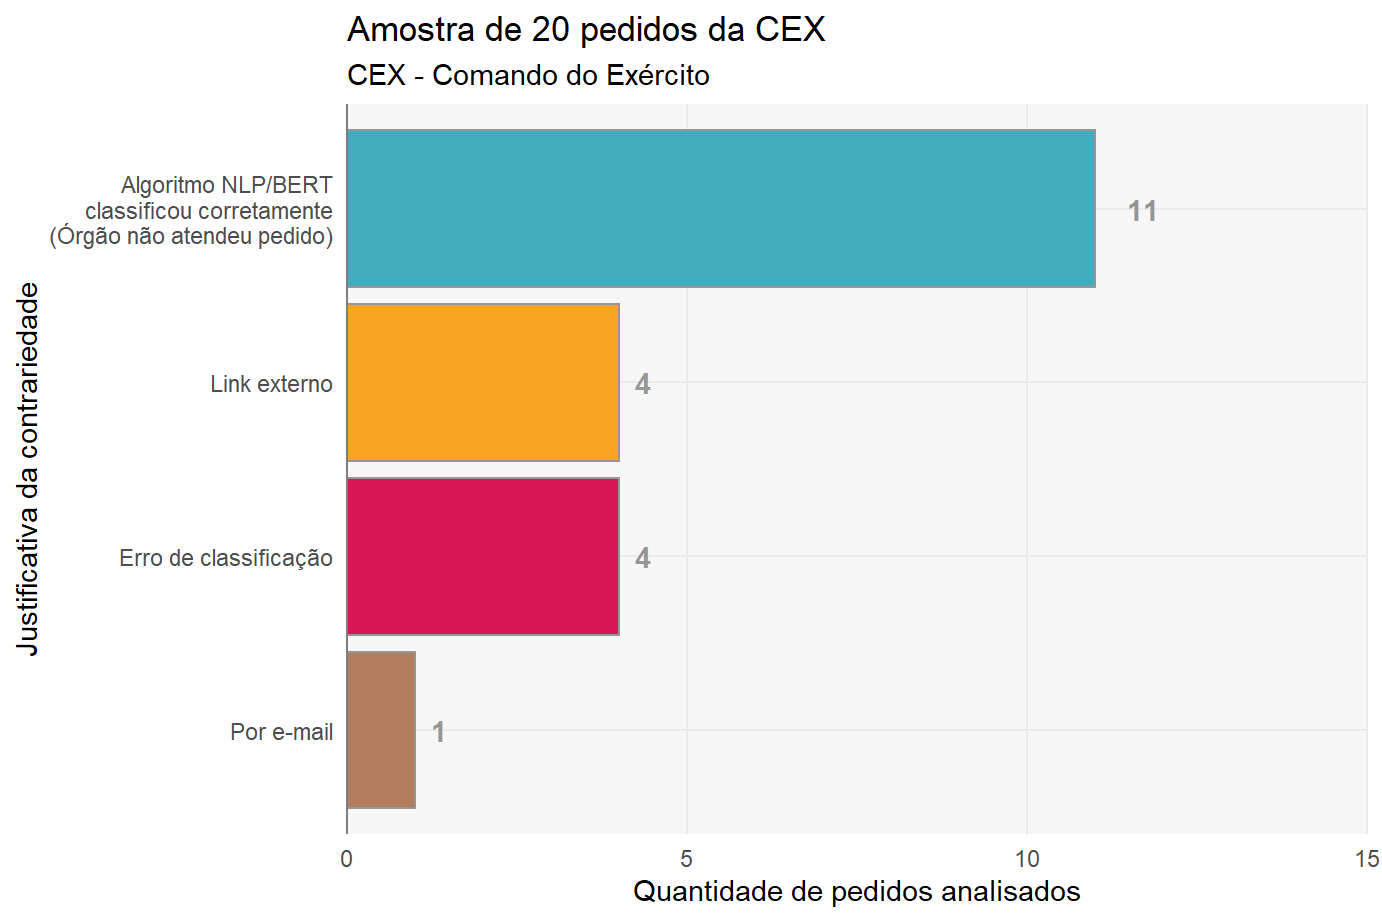 Amostra de 20 pedidos da CEX
CEX - Comando do Exército
Justificativa da contrariedade
Algoritmo NLP/BERT
classificou corretamente
(Órgão não atendeu pedido)
11
Link externo
4
Erro de classificação
4
Por e-mail
1
0
5
10
15
Quantidade de pedidos analisados